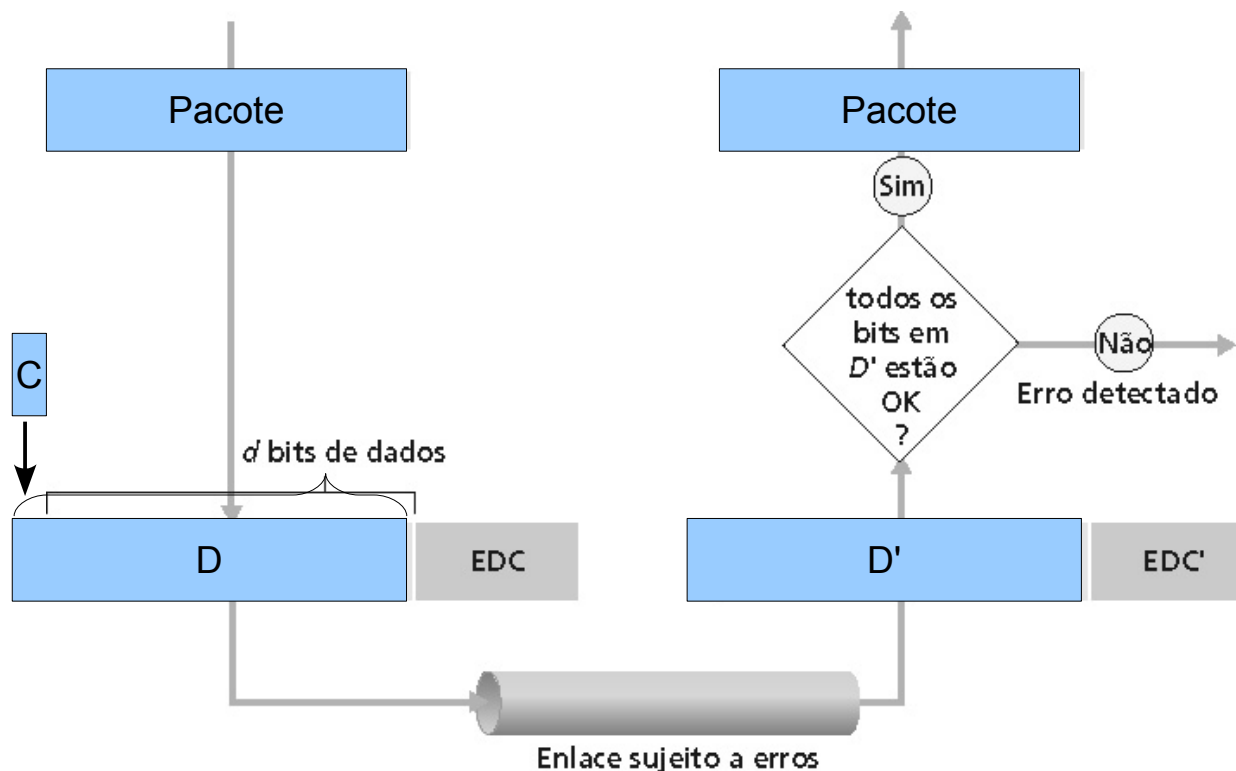 Pacote
Pacote
Sim
todos os
bits em
D' estão
OK
?
Não
Erro detectado
C
d bits de dados
D
EDC
D'
EDC'
Enlace sujeito a erros